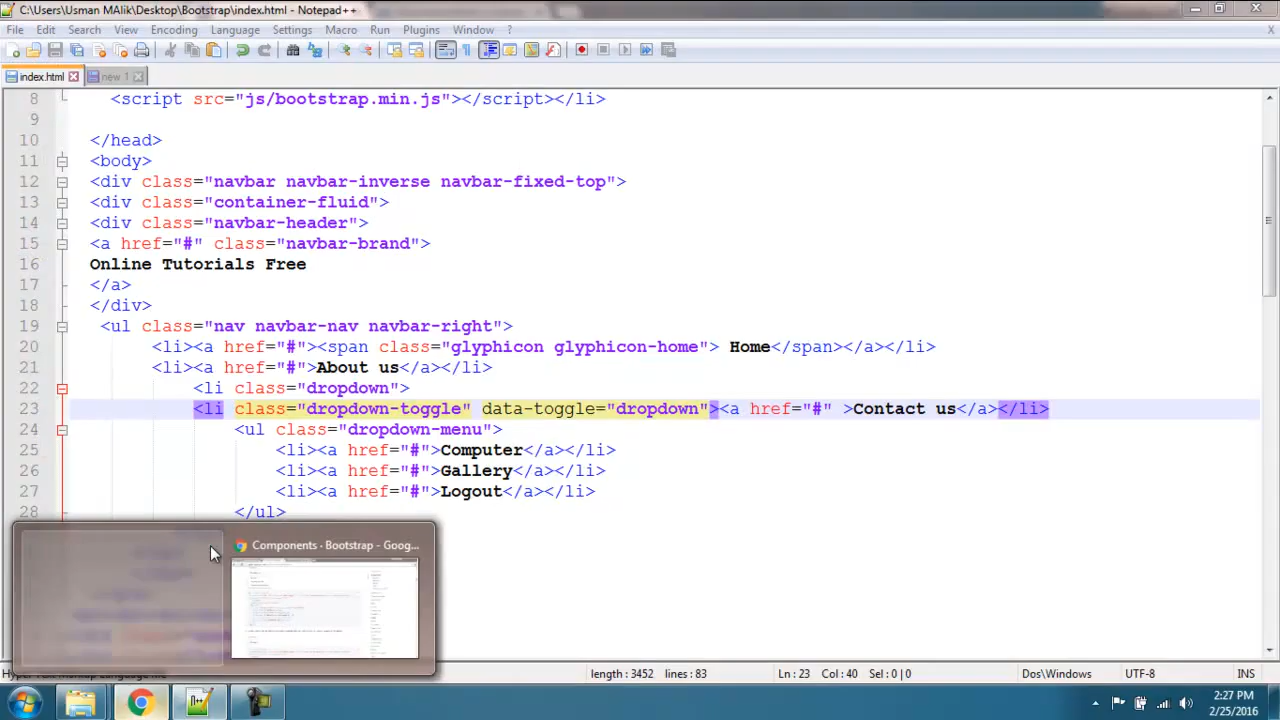 C:\Users\Usman MAlik\Desktop\Bootstrap\index.html - Notepad++
File Edit Search View Encoding Language Settings Macro Run Plugins Window ? X
index.html new 1
8 <script src="js/bootstrap.min.js"></script></li>
9
10 </head>
11 <body>
12 <div class="navbar navbar-inverse navbar-fixed-top">
13 <div class="container-fluid">
14 <div class="navbar-header">
15 <a href="#" class="navbar-brand">
16 Online Tutorials Free
17 </a>
18 </div>
19 <ul class="nav navbar-nav navbar-right">
20 <li><a href="#"><span class="glyphicon glyphicon-home"> Home</span></a></li>
21 <li><a href="#">About us</a></li>
22 <li class="dropdown">
23 <li class="dropdown-toggle" data-toggle="dropdown"><a href="#" >Contact us</a></li>
24 <ul class="dropdown-menu">
25 <li><a href="#">Computer</a></li>
26 <li><a href="#">Gallery</a></li>
27 <li><a href="#">Logout</a></li>
28 </ul>
Components · Bootstrap - Goog...
length : 3452 lines : 83 Ln : 23 Col : 40 Sel : 0 | 0 Dos\Windows UTF-8 INS
2:27 PM
2/25/2016